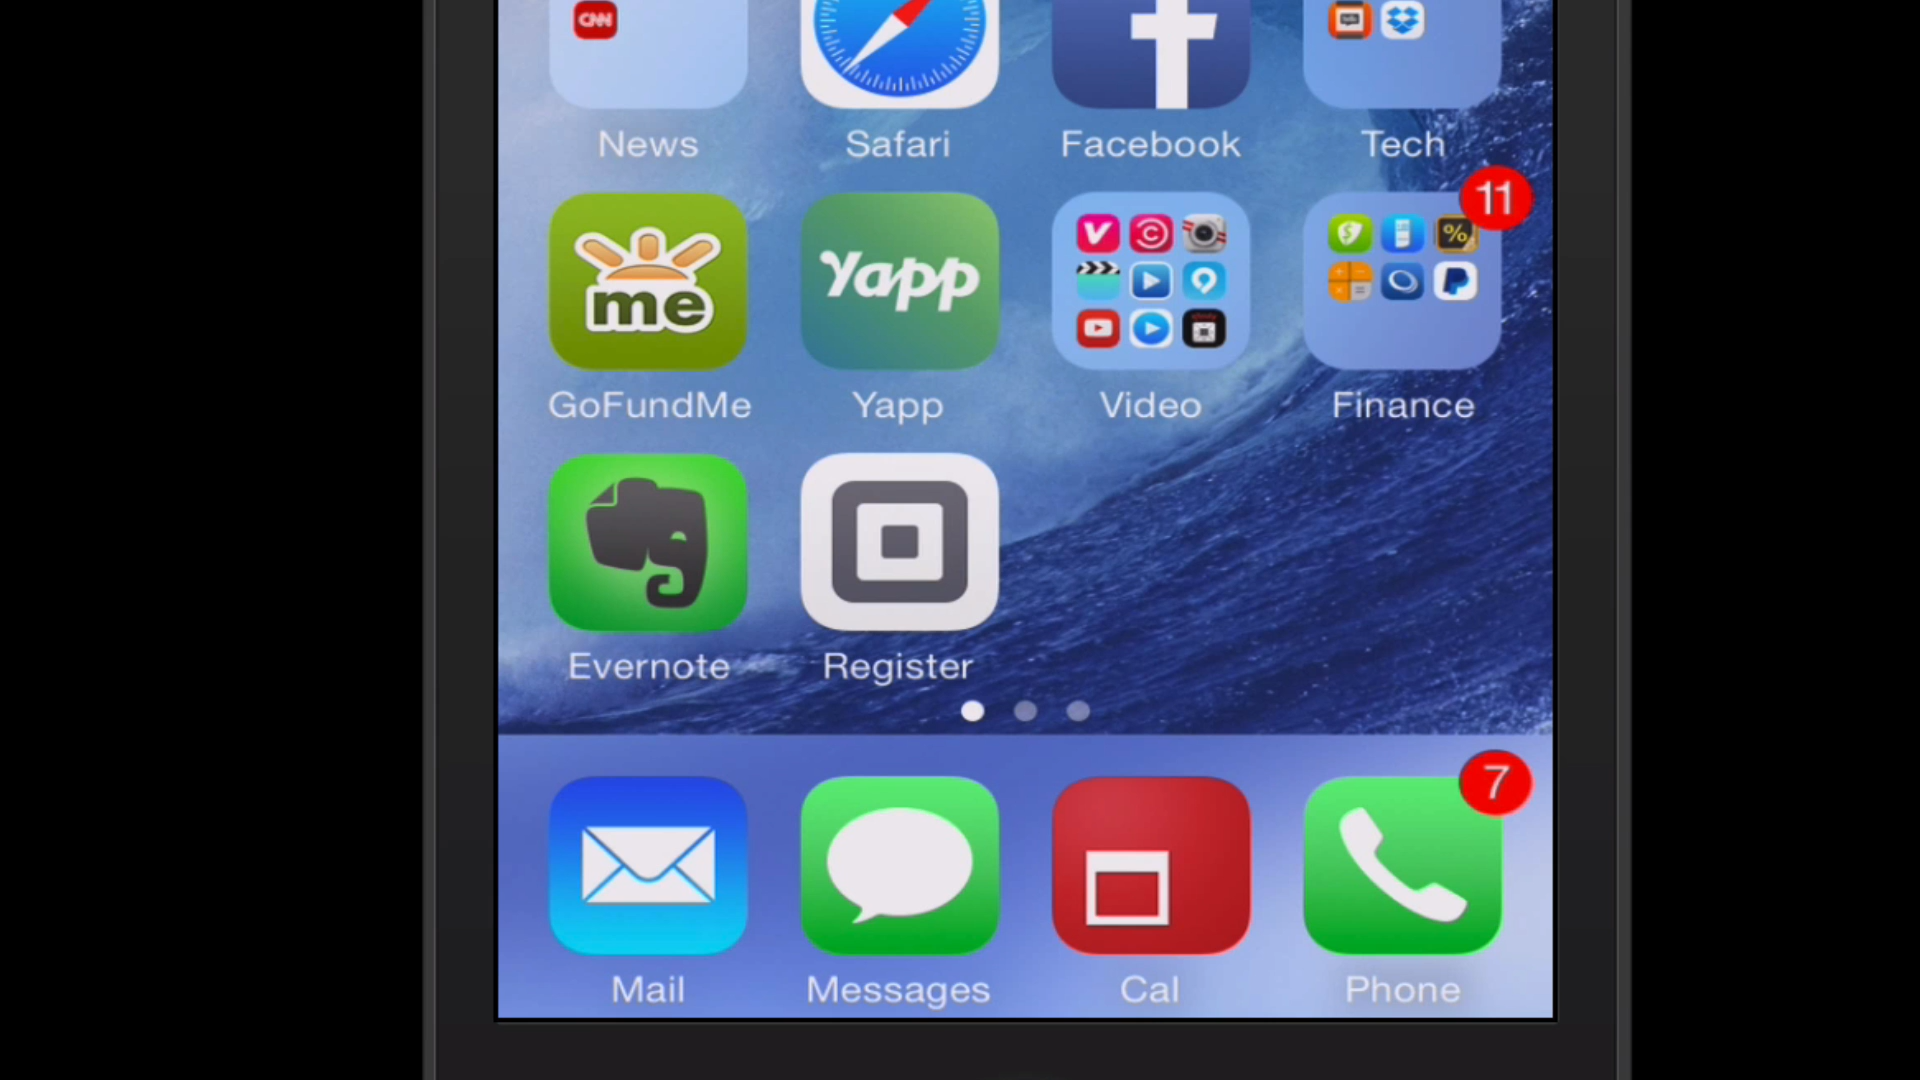 CNN
News Safari Facebook Tech
11
me Yapp %
GoFundMe Yapp Video Finance
Evernote Register
7
Mail Messages Cal Phone